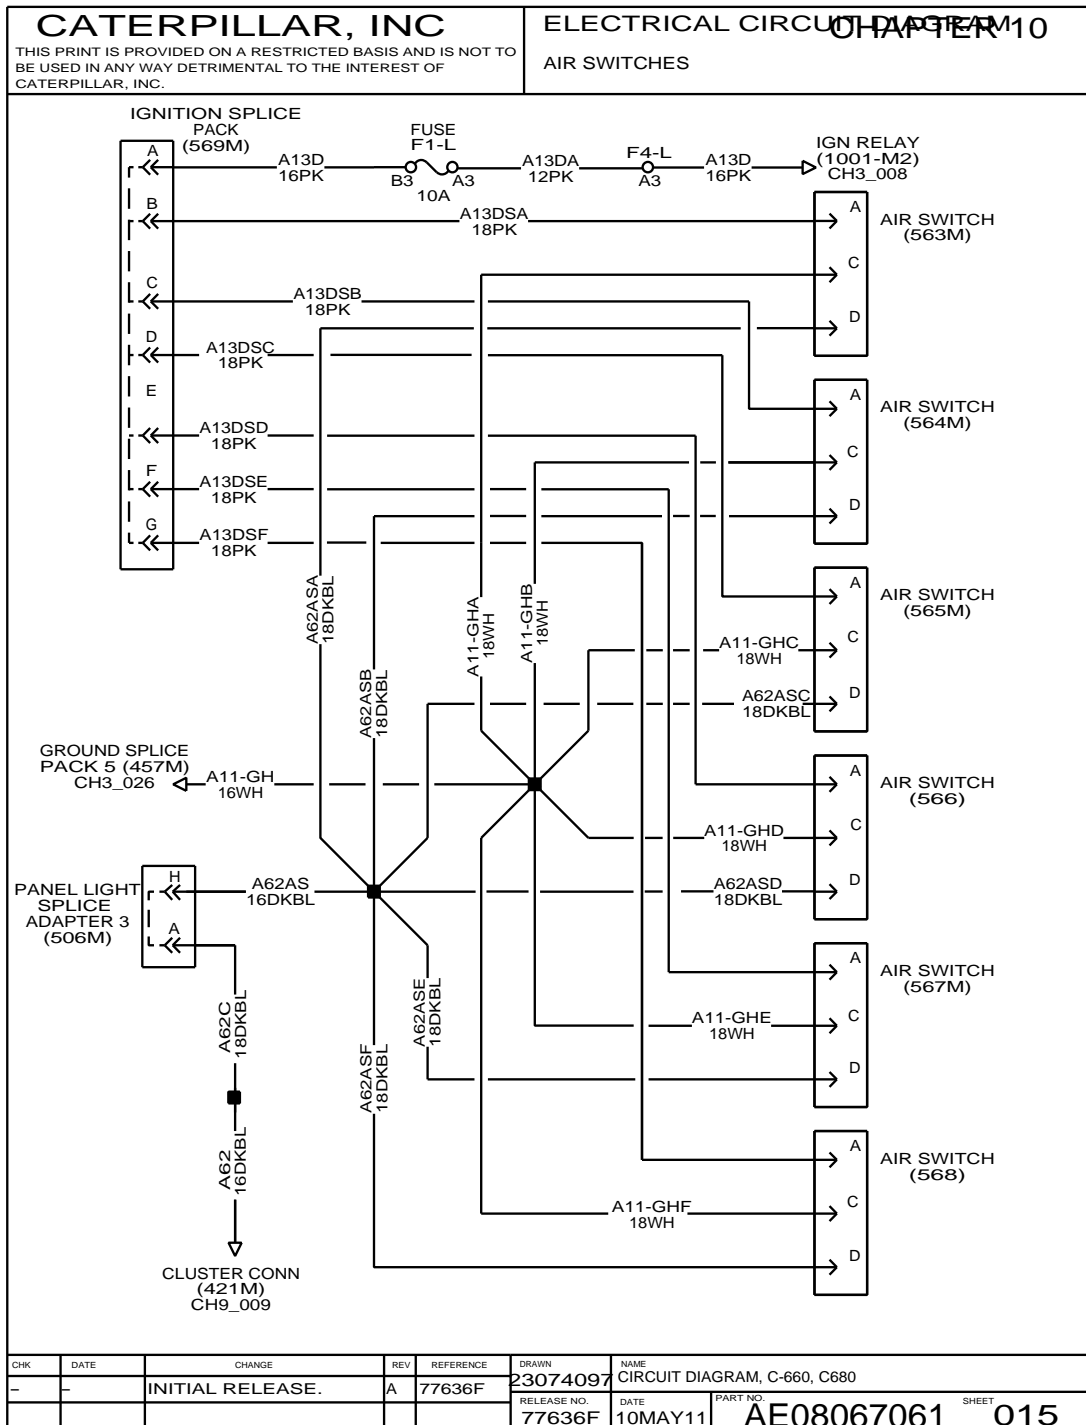 CATERPILLAR, INC
THIS PRINT IS PROVIDED ON A RESTRICTED BASIS AND IS NOT TO
BE USED IN ANY WAY DETRIMENTAL TO THE INTEREST OF
CATERPILLAR, INC.
ELECTRICAL CIRCUIT DIAGRAM
CHAPTER 10
AIR SWITCHES
IGNITION SPLICE
PACK
(569M)
A
A13D
16PK
FUSE
F1-L
B3
A3
10A
A13DA
12PK
F4-L
A3
A13D
16PK
IGN RELAY
(1001-M2)
CH3_008
B
A13DSA
18PK
A
AIR SWITCH
(563M)
C
D
C
A13DSB
18PK
D
A13DSC
18PK
E
A13DSD
18PK
F
A13DSE
18PK
G
A13DSF
18PK
A
AIR SWITCH
(564M)
C
D
A62ASA
18DKBL
A62ASB
18DKBL
A11-GHA
18WH
A11-GHB
18WH
A
AIR SWITCH
(565M)
A11-GHC
18WH
C
A62ASC
18DKBL
D
GROUND SPLICE
PACK 5 (457M)
CH3_026
A11-GH
16WH
A
AIR SWITCH
(566)
A11-GHD
18WH
C
A62ASD
18DKBL
D
PANEL LIGHT
SPLICE
ADAPTER 3
(506M)
H
A
A62AS
16DKBL
A62C
18DKBL
A62
16DKBL
A62ASE
18DKBL
A62ASF
18DKBL
A
AIR SWITCH
(567M)
A11-GHE
18WH
C
D
A
AIR SWITCH
(568)
A11-GHF
18WH
C
D
CLUSTER CONN
(421M)
CH9_009
CHK
DATE
CHANGE
REV
REFERENCE
–
–
INITIAL RELEASE.
A
77636F
DRAWN
23074097
NAME
CIRCUIT DIAGRAM, C-660, C680
RELEASE NO.
77636F
DATE
10MAY11
PART NO.
AE08067061
SHEET
015